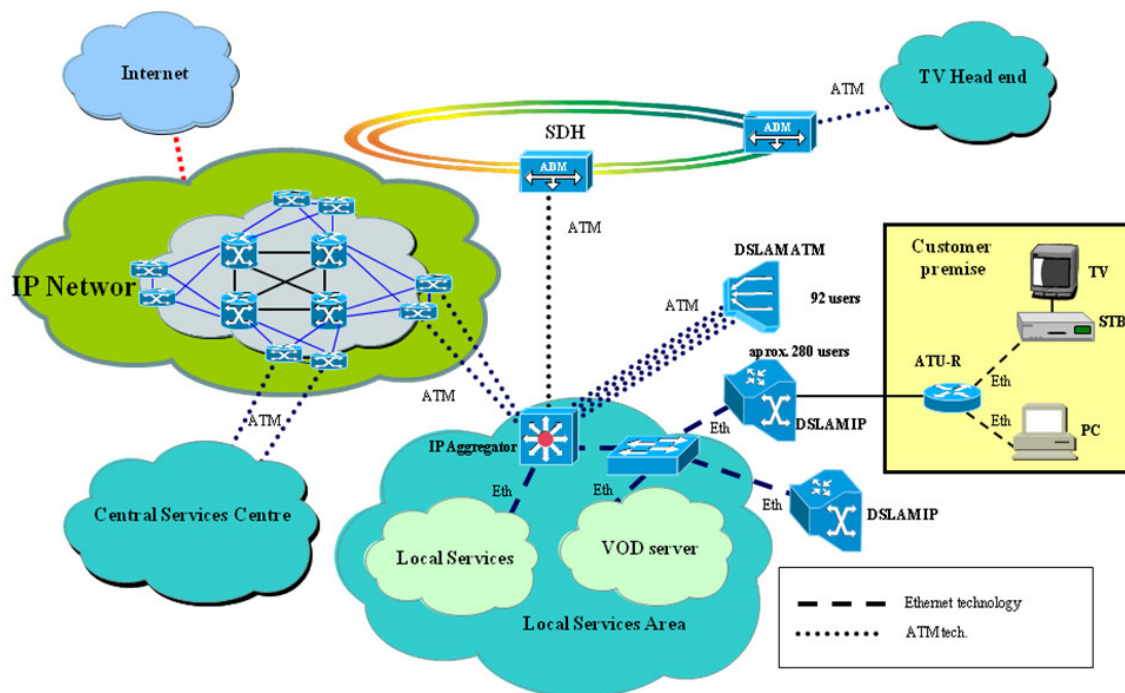 Internet
TV Head end
ATM
SDH
ADM
ADM
ATM
IP Networ
DSLAMATM
92 users
ATM
aprox. 280 users
Customer
premise
TV
STB
ATU-R
Eth
Eth
PC
ATM
ATM
IP Aggregator
Eth
DSLAMIP
Eth
Eth
Eth
DSLAMIP
Central Services Centre
Local Services
VOD server
Local Services Area
Ethernet technology
ATM tech.